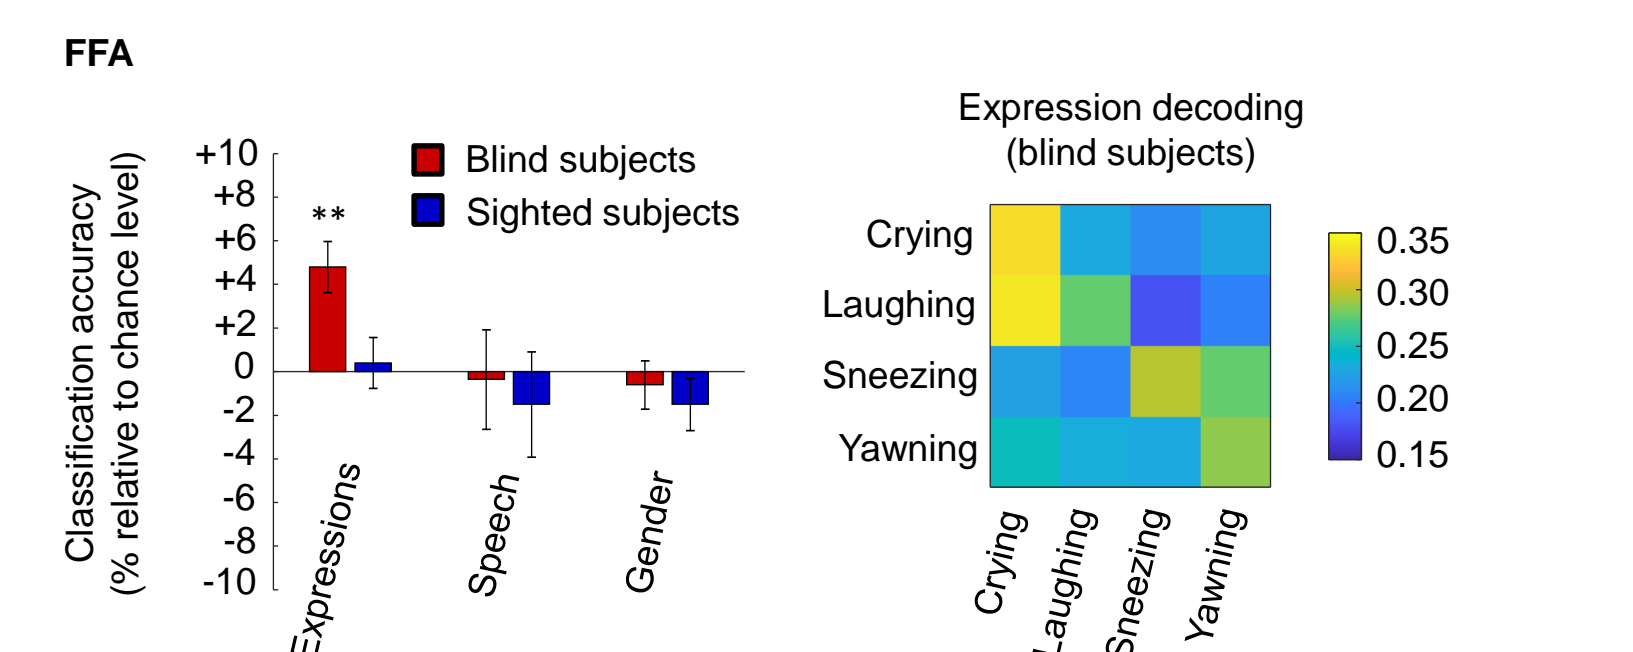 FFA
Classification accuracy
(% relative to chance level)
+10
+8
+6
+4
+2
0
-2
-4
-6
-8
-10
**
Blind subjects
Sighted subjects
Expressions
Speech
Gender
Expression decoding
(blind subjects)
Crying
Laughing
Sneezing
Yawning
Crying
Laughing
Sneezing
Yawning
0.35
0.30
0.25
0.20
0.15